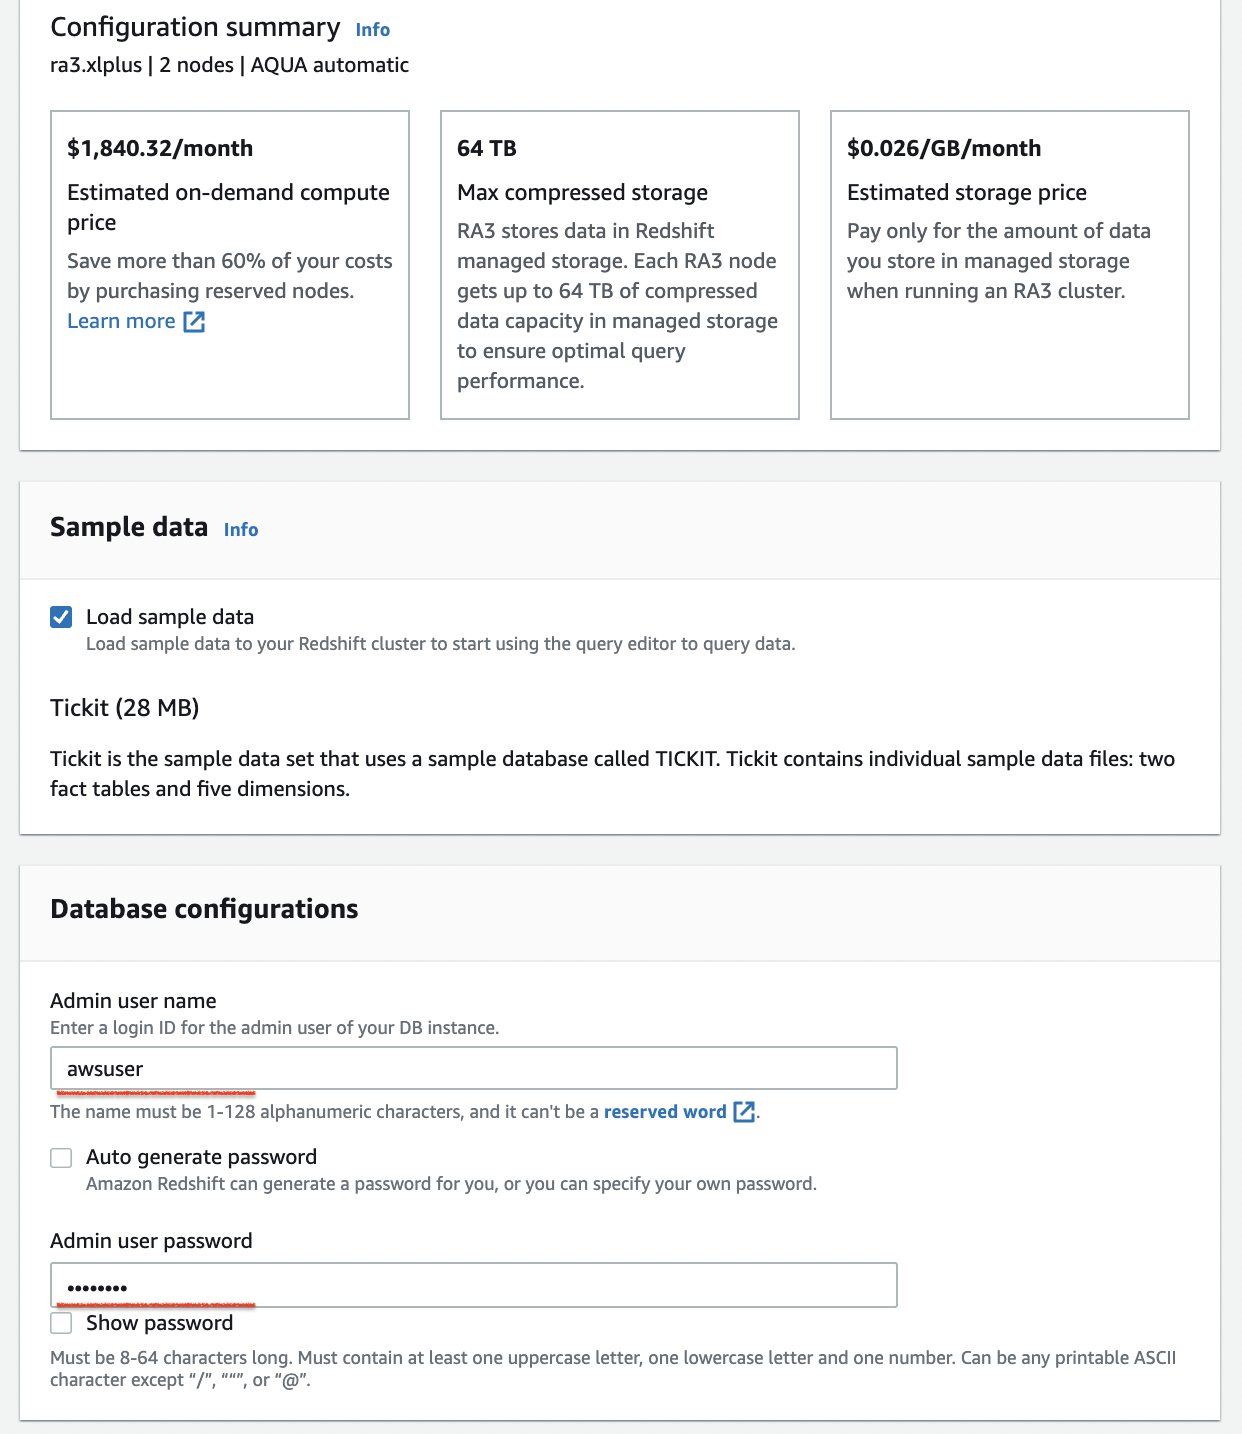 Configuration summary Info
ra3.xlplus | 2 nodes | AQUA automatic
$1,840.32/month
Estimated on-demand compute
price
Save more than 60% of your costs
by purchasing reserved nodes.
Learn more
64 TB
Max compressed storage
RA3 stores data in Redshift
managed storage. Each RA3 node
gets up to 64 TB of compressed
data capacity in managed storage
to ensure optimal query
performance.
$0.026/GB/month
Estimated storage price
Pay only for the amount of data
you store in managed storage
when running an RA3 cluster.
Sample data Info
Load sample data
Load sample data to your Redshift cluster to start using the query editor to query data.
Tickit (28 MB)
Tickit is the sample data set that uses a sample database called TICKIT. Tickit contains individual sample data files: two
fact tables and five dimensions.
Database configurations
Admin user name
Enter a login ID for the admin user of your DB instance.
awsuser
The name must be 1-128 alphanumeric characters, and it can't be a reserved word.
Auto generate password
Amazon Redshift can generate a password for you, or you can specify your own password.
Admin user password
••••••••
Show password
Must be 8-64 characters long. Must contain at least one uppercase letter, one lowercase letter and one number. Can be any printable ASCII
character except “/”, “"”, or “@”.